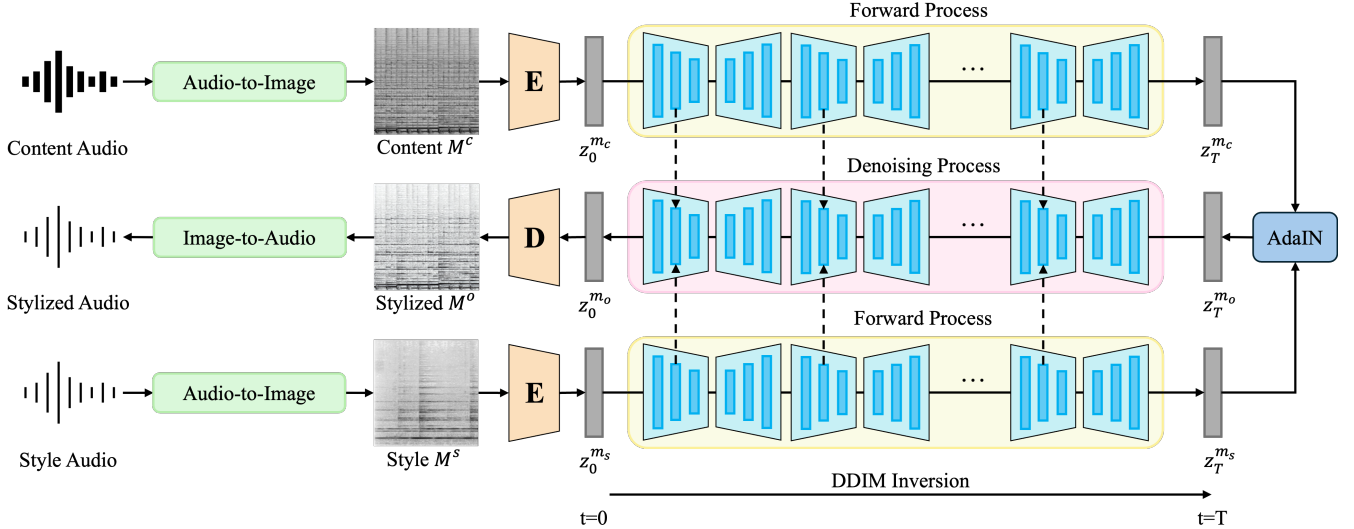 Forward Process
Audio-to-Image
E
...
Content Audio
Content M^c
z_0^{m_c}
z_T^{m_c}
Denoising Process
Image-to-Audio
D
...
AdaIN
Stylized Audio
Stylized M^o
z_0^{m_o}
z_T^{m_o}
Forward Process
Audio-to-Image
E
...
Style Audio
Style M^s
z_0^{m_s}
z_T^{m_s}
DDIM Inversion
t=0
t=T